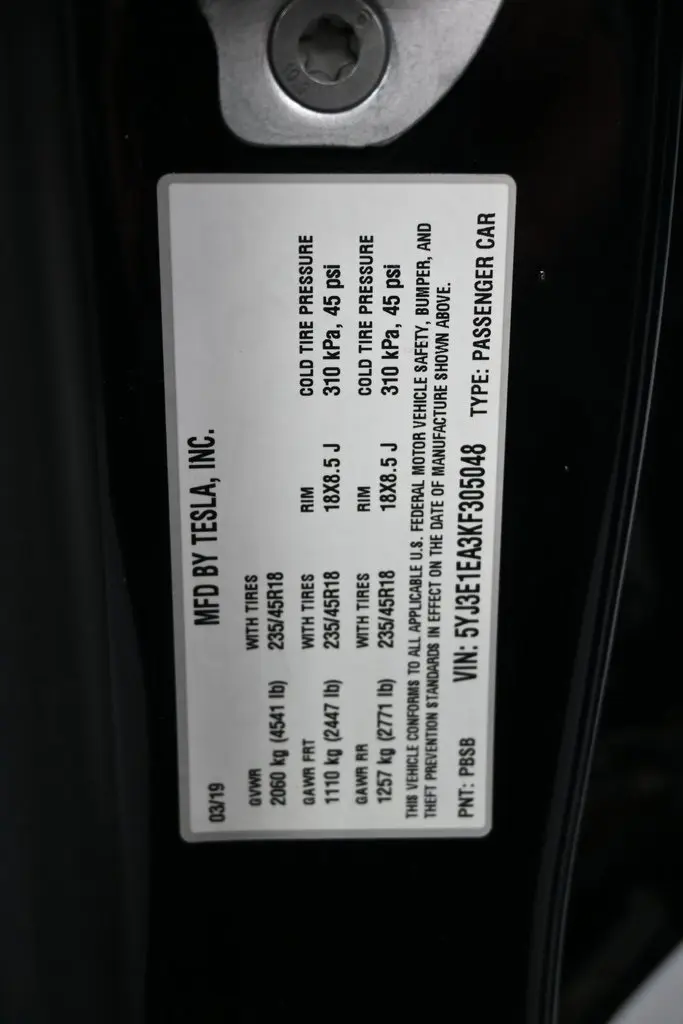 MFD BY TESLA, INC.
03/19
GVWR WITH TIRES
2060 kg (4541 lb) 235/45R18
GAWR FRT WITH TIRES RIM COLD TIRE PRESSURE
1110 kg (2447 lb) 235/45R18 18X8.5 J 310 kPa, 45 psi
GAWR RR WITH TIRES RIM COLD TIRE PRESSURE
1257 kg (2771 lb) 235/45R18 18X8.5 J 310 kPa, 45 psi
THIS VEHICLE CONFORMS TO ALL APPLICABLE U.S. FEDERAL MOTOR VEHICLE SAFETY, BUMPER, AND
THEFT PREVENTION STANDARDS IN EFFECT ON THE DATE OF MANUFACTURE SHOWN ABOVE.
PNT: PBSB VIN: 5YJ3E1EA3KF305048 TYPE: PASSENGER CAR